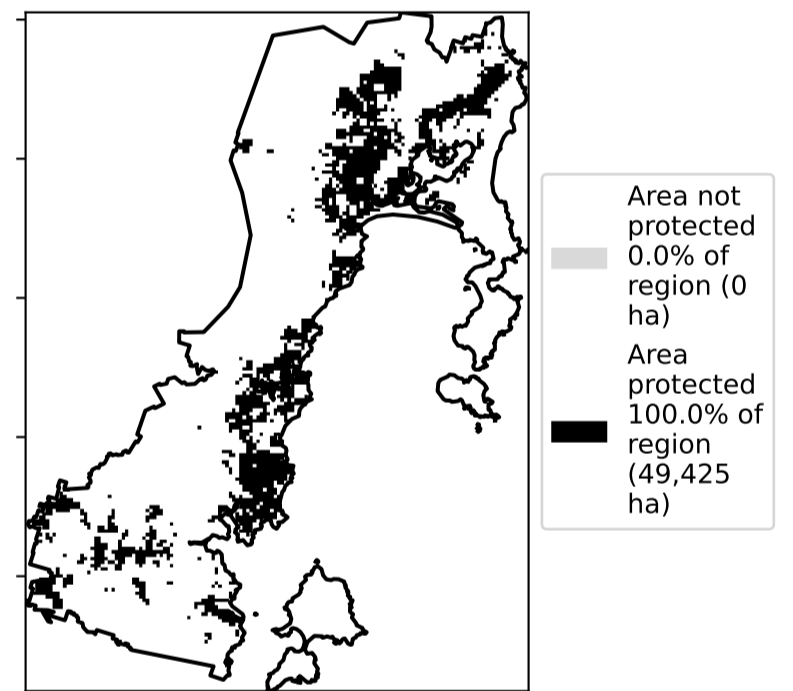 Area not
protected
0.0% of
region (0
ha)
Area
protected
100.0% of
region
(49,425
ha)